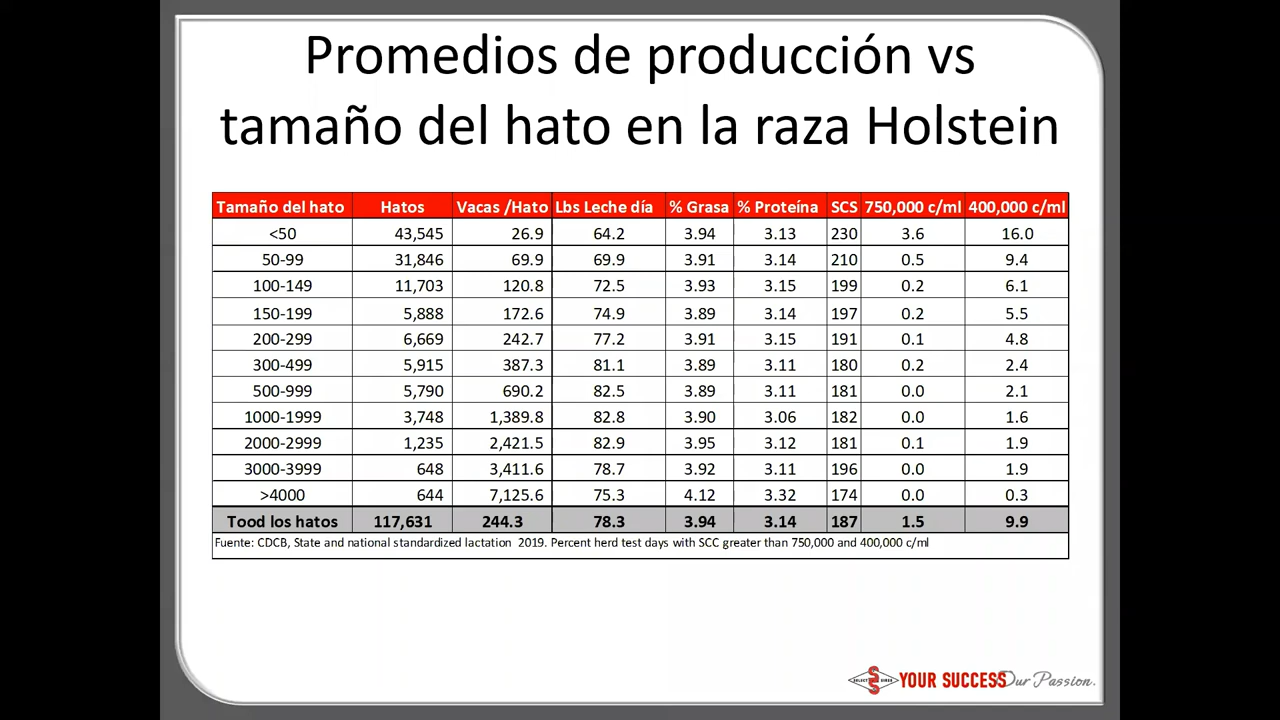 Promedios de producción vs
tamaño del hato en la raza Holstein
Tamaño del hato Hatos Vacas /Hato Lbs Leche día % Grasa % Proteína SCS 750,000 c/ml 400,000 c/ml
<50 43,545 26.9 64.2 3.94 3.13 230 3.6 16.0
50-99 31,846 69.9 69.9 3.91 3.14 210 0.5 9.4
100-149 11,703 120.8 72.5 3.93 3.15 199 0.2 6.1
150-199 5,888 172.6 74.9 3.89 3.14 197 0.2 5.5
200-299 6,669 242.7 77.2 3.91 3.15 191 0.1 4.8
300-499 5,915 387.3 81.1 3.89 3.11 180 0.2 2.4
500-999 5,790 690.2 82.5 3.89 3.11 181 0.0 2.1
1000-1999 3,748 1,389.8 82.8 3.90 3.06 182 0.0 1.6
2000-2999 1,235 2,421.5 82.9 3.95 3.12 181 0.1 1.9
3000-3999 648 3,411.6 78.7 3.92 3.11 196 0.0 1.9
>4000 644 7,125.6 75.3 4.12 3.32 174 0.0 0.3
Tood los hatos 117,631 244.3 78.3 3.94 3.14 187 1.5 9.9
Fuente: CDCB, State and national standardized lactation 2019. Percent herd test days with SCC greater than 750,000 and 400,000 c/ml
SELECT SIRES YOUR SUCCESS Our Passion.